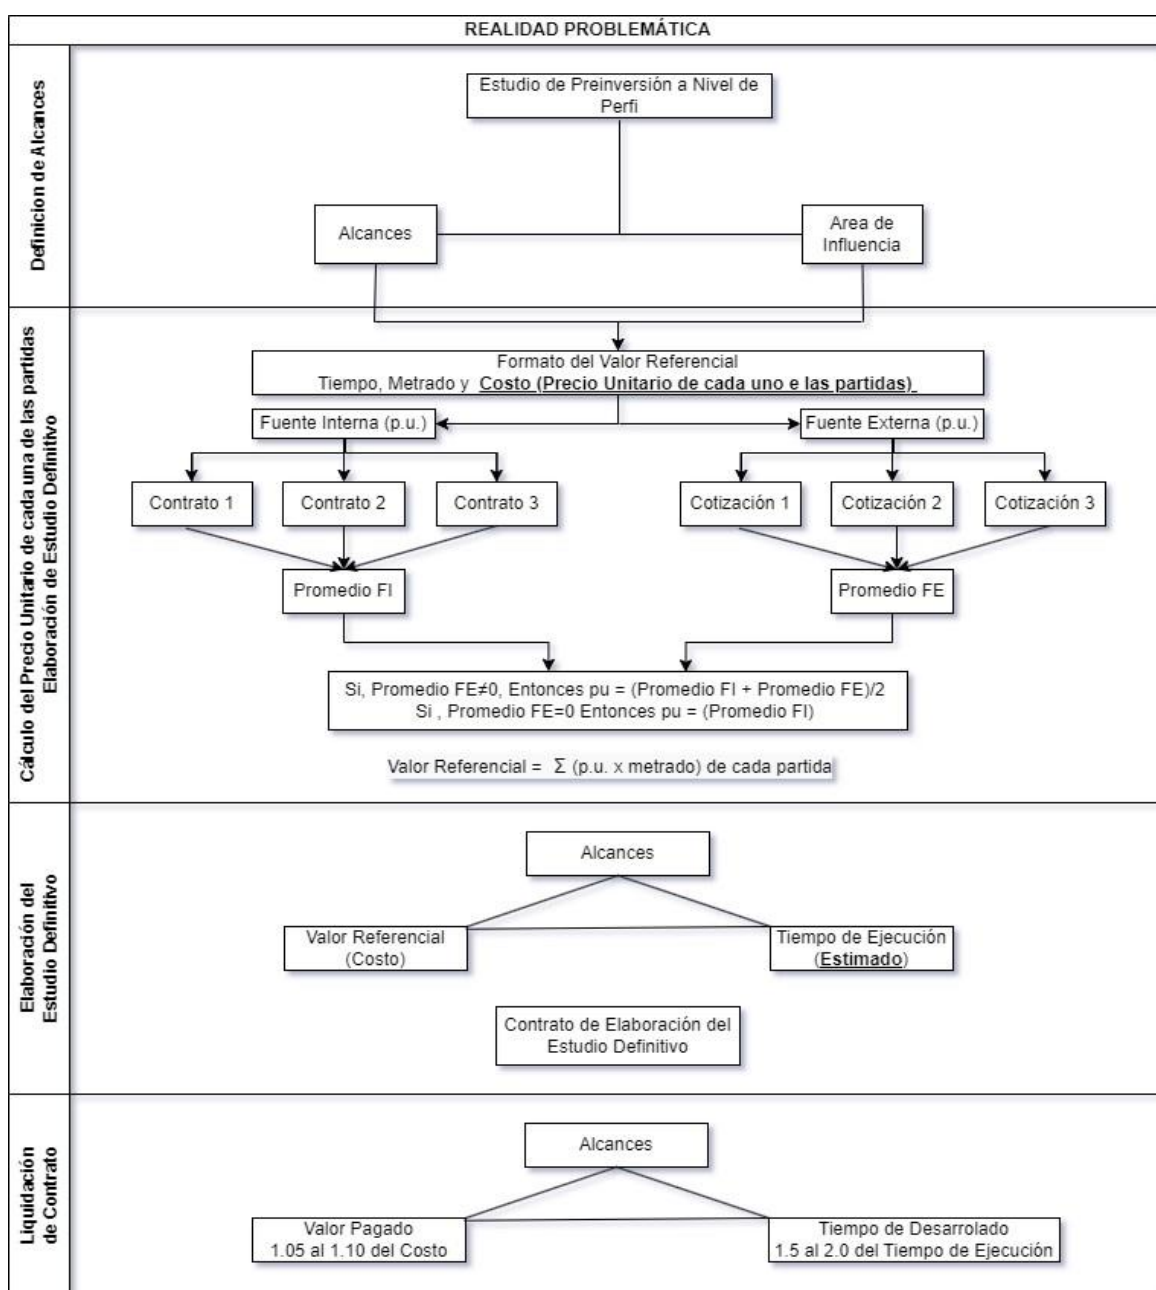 REALIDAD PROBLEMÁTICA
Definicion de Alcances
Estudio de Preinversión a Nivel de
Perfi
Alcances
Area de
Influencia
Cálculo del Precio Unitario de cada una de las partidas
Elaboración de Estudio Definitivo
Formato del Valor Referencial
Tiempo, Metrado y Costo (Precio Unitario de cada uno e las partidas)
Fuente Interna (p.u.)
Fuente Externa (p.u.)
Contrato 1
Contrato 2
Contrato 3
Cotización 1
Cotización 2
Cotización 3
Promedio FI
Promedio FE
Si, Promedio FE≠0, Entonces pu = (Promedio FI + Promedio FE)/2
Si , Promedio FE=0 Entonces pu = (Promedio FI)
Valor Referencial = Σ (p.u. x metrado) de cada partida
Elaboración del
Estudio Definitivo
Alcances
Valor Referencial
(Costo)
Tiempo de Ejecución
(Estimado)
Contrato de Elaboración del
Estudio Definitivo
Liquidación
de Contrato
Alcances
Valor Pagado
1.05 al 1.10 del Costo
Tiempo de Desarrolado
1.5 al 2.0 del Tiempo de Ejecución